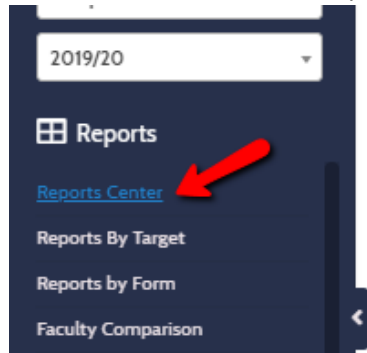 2019/20
Reports
Reports Center
Reports By Target
Reports by Form
Faculty Comparison